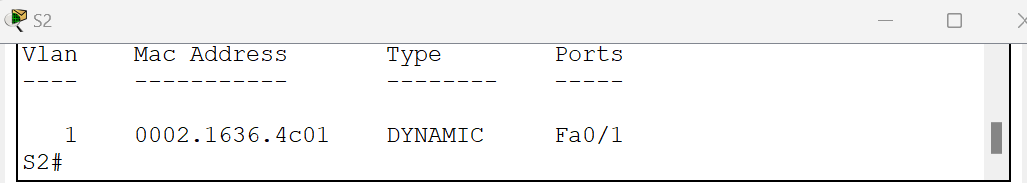 S2
Vlan    Mac Address       Type        Ports
----    -----------       --------    -----
   1    0002.1636.4c01    DYNAMIC     Fa0/1
S2#